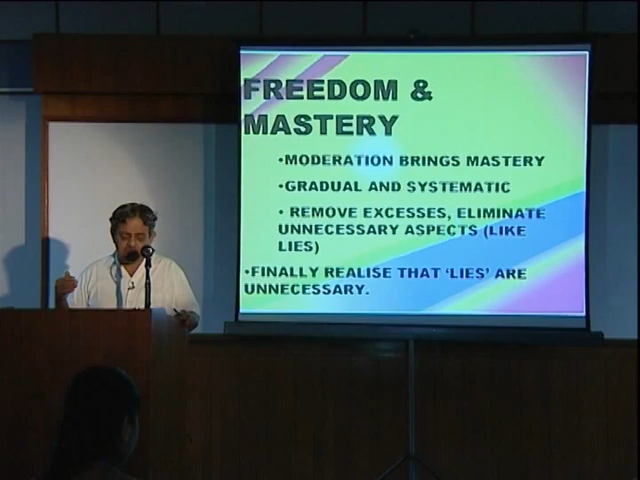 FREEDOM &
MASTERY
•MODERATION BRINGS MASTERY
•GRADUAL AND SYSTEMATIC
• REMOVE EXCESSES, ELIMINATE
UNNECESSARY ASPECTS (LIKE
LIES)
•FINALLY REALISE THAT ‘LIES’ ARE
UNNECESSARY.